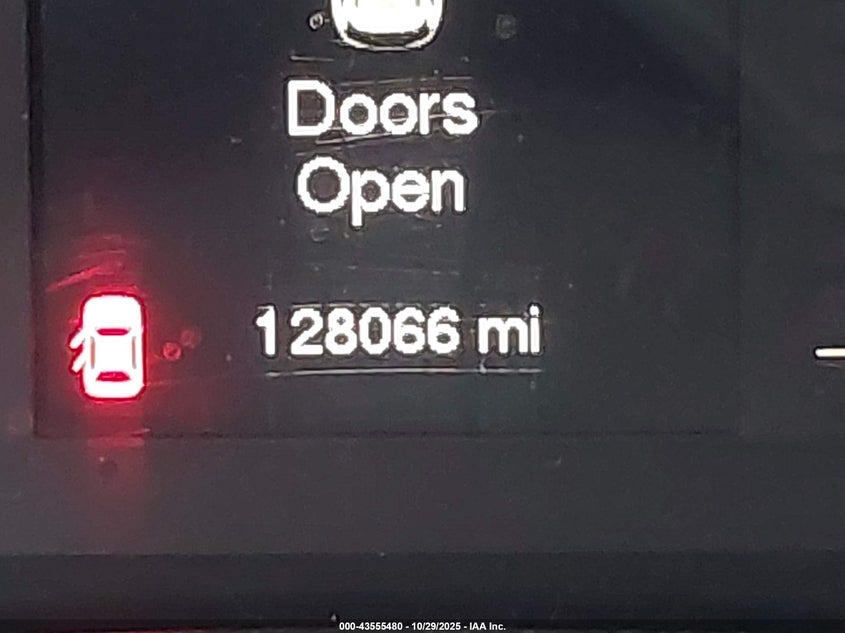 Doors
Open
128066 mi
000-43555480 - 10/29/2025 - IAA Inc.